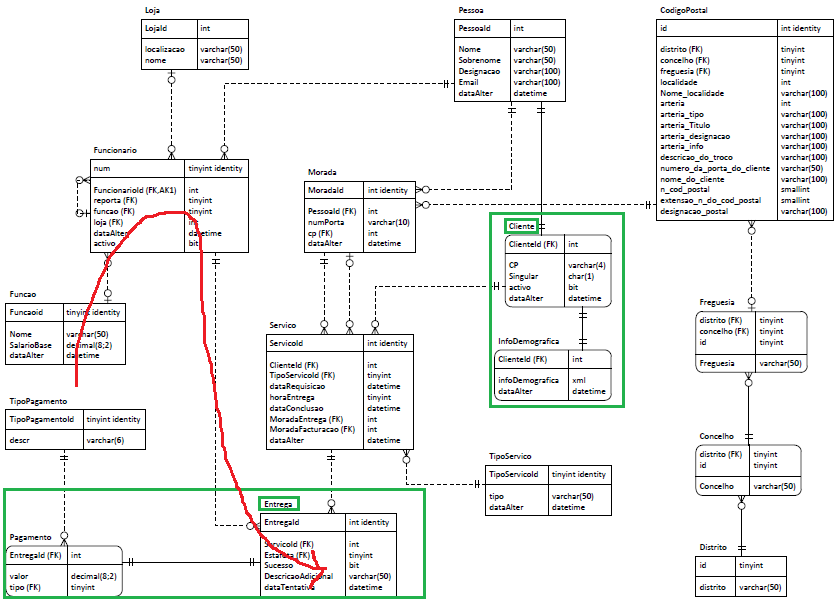 Loja
LojaId int
localizacao varchar(50)
nome varchar(50)
Pessoa
PessoaId int
Nome varchar(50)
Sobrenome varchar(50)
Designacao varchar(100)
Email varchar(100)
dataAlter datetime
CodigoPostal
id int identity
distrito (FK) tinyint
concelho (FK) tinyint
freguesia (FK) tinyint
localidade int
Nome_localidade varchar(100)
arteria int
arteria_tipo varchar(100)
arteria_Titulo varchar(100)
arteria_designacao varchar(100)
arteria_info varchar(100)
descricao_do_troco varchar(100)
numero_da_porta_do_cliente varchar(50)
nome_do_cliente varchar(100)
n_cod_postal smallint
extensao_n_do_cod_postal smallint
designacao_postal varchar(100)
Funcionario
num tinyint identity
FuncionarioId (FK,AK1) int
reporta (FK) tinyint
funcao (FK) tinyint
loja (FK) int
dataAlter datetime
activo bit
Morada
MoradaId int identity
PessoaId (FK) int
numPorta varchar(10)
cp (FK) int
dataAlter datetime
Cliente
ClienteId (FK) int
CP varchar(4)
Singular char(1)
activo bit
dataAlter datetime
InfoDemografica
ClienteId (FK) int
infoDemografica xml
dataAlter datetime
Funcao
Funcaoid tinyint identity
Nome varchar(50)
SalarioBase decimal(8;2)
dataAlter datetime
Servico
ServicoId int identity
ClienteId (FK) int
TipoServicoId (FK) tinyint
dataRequisicao datetime
horaEntrega tinyint
dataConclusao datetime
MoradaEntrega (FK) int
MoradaFacturacao (FK) int
dataAlter datetime
Freguesia
distrito (FK) tinyint
concelho (FK) tinyint
id tinyint
Freguesia varchar(50)
TipoPagamento
TipoPagamentoId tinyint identity
descr varchar(6)
TipoServico
TipoServicoId tinyint identity
tipo varchar(50)
dataAlter datetime
Concelho
distrito (FK) tinyint
id tinyint
Concelho varchar(50)
Pagamento
EntregaId (FK) int
valor decimal(8;2)
tipo (FK) tinyint
Entrega
EntregaId int identity
ServicoId (FK) int
Estafeta (FK) tinyint
Sucesso bit
DescricaoAdicional varchar(50)
dataTentativa datetime
Distrito
id tinyint
distrito varchar(50)